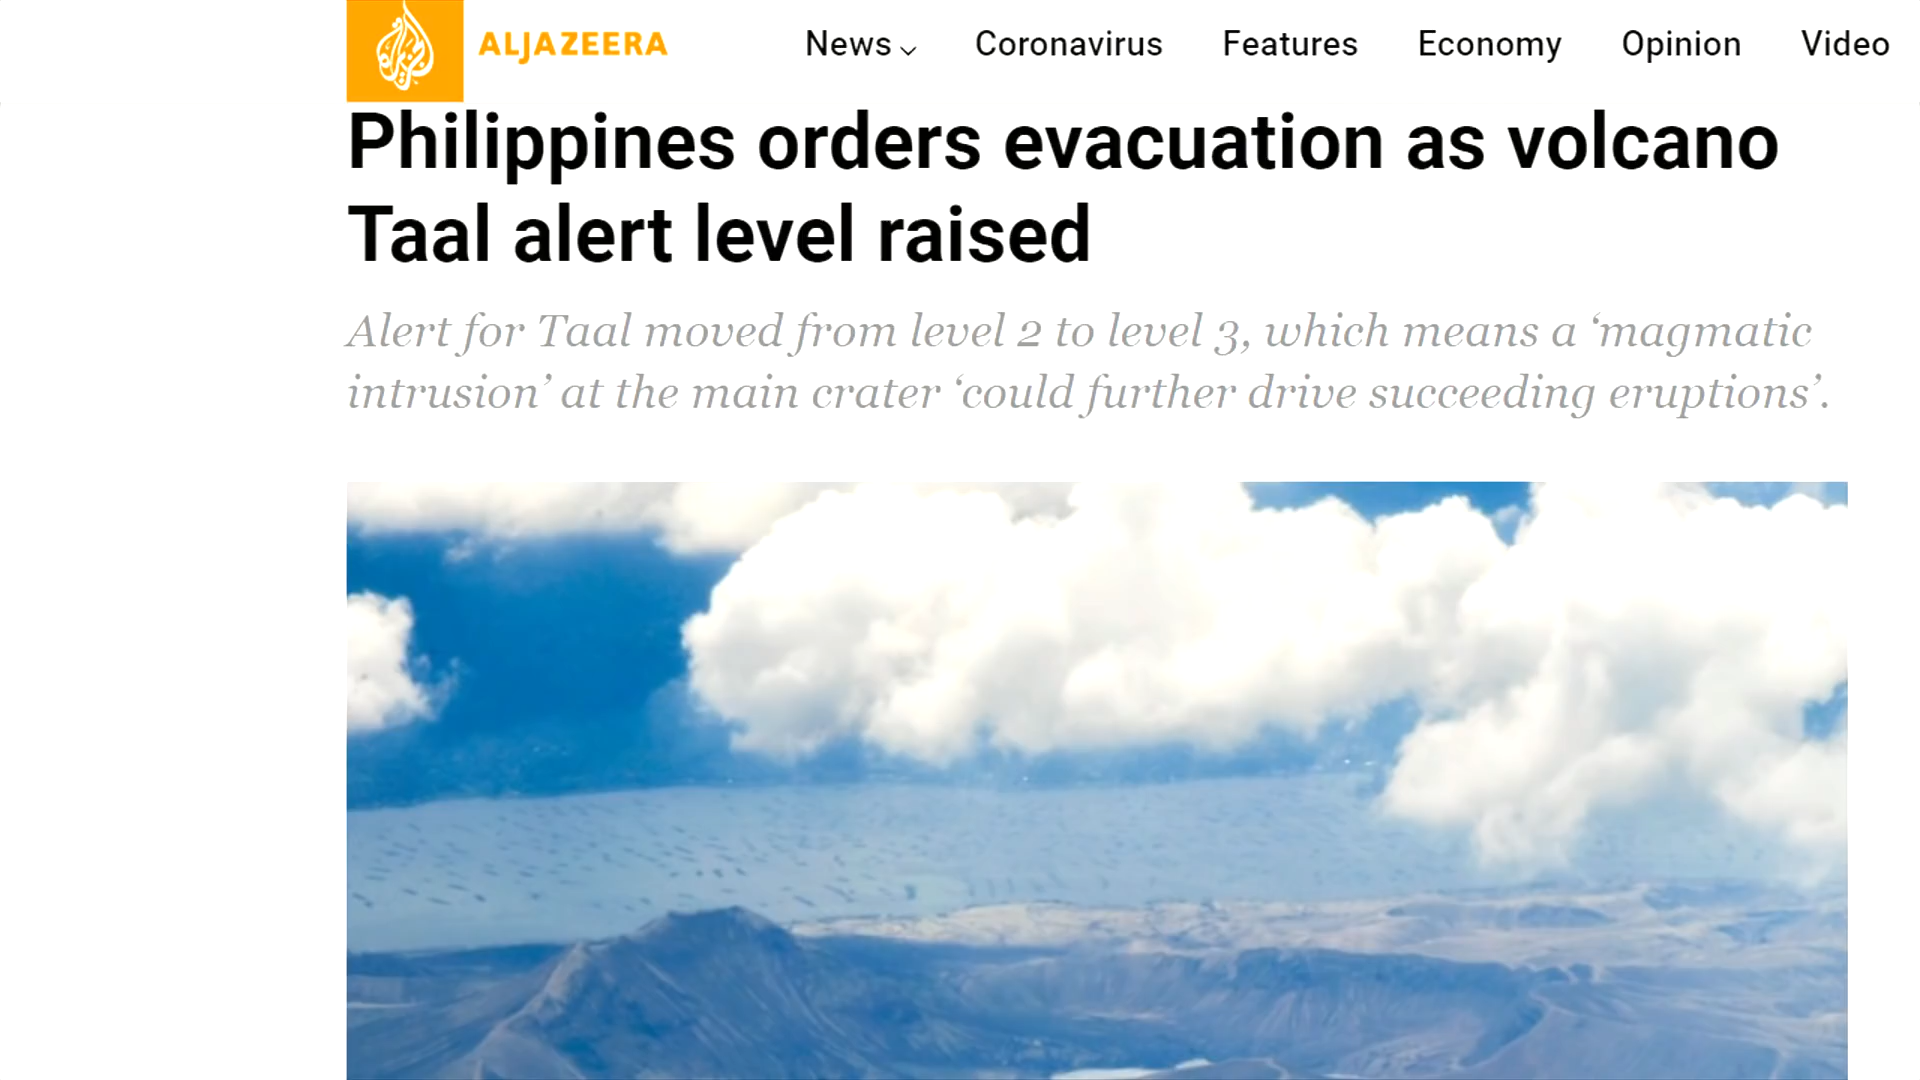 ALJAZEERA
News Coronavirus Features Economy Opinion Video
Philippines orders evacuation as volcano
Taal alert level raised
Alert for Taal moved from level 2 to level 3, which means a ‘magmatic
intrusion’ at the main crater ‘could further drive succeeding eruptions’.